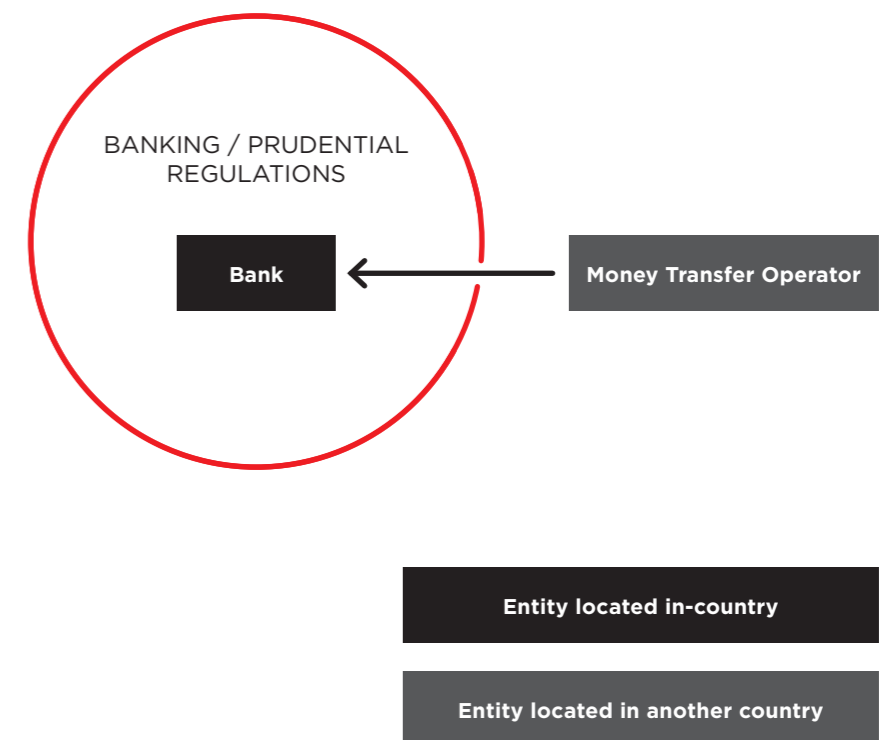 BANKING / PRUDENTIAL
REGULATIONS
Bank
Money Transfer Operator
Entity located in-country
Entity located in another country